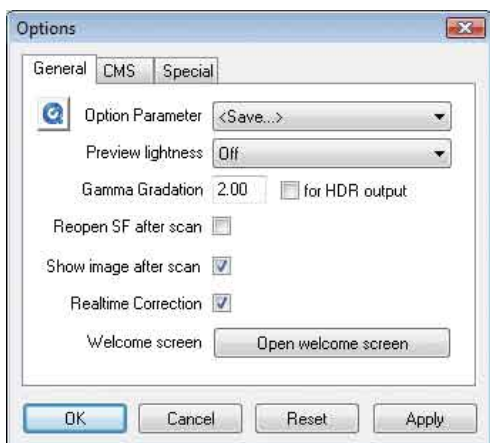 Options
General CMS Special
Option Parameter <Save...>
Preview lightness Off
Gamma Gradation 2.00 for HDR output
Reopen SF after scan
Show image after scan
Realtime Correction
Welcome screen Open welcome screen
OK Cancel Reset Apply